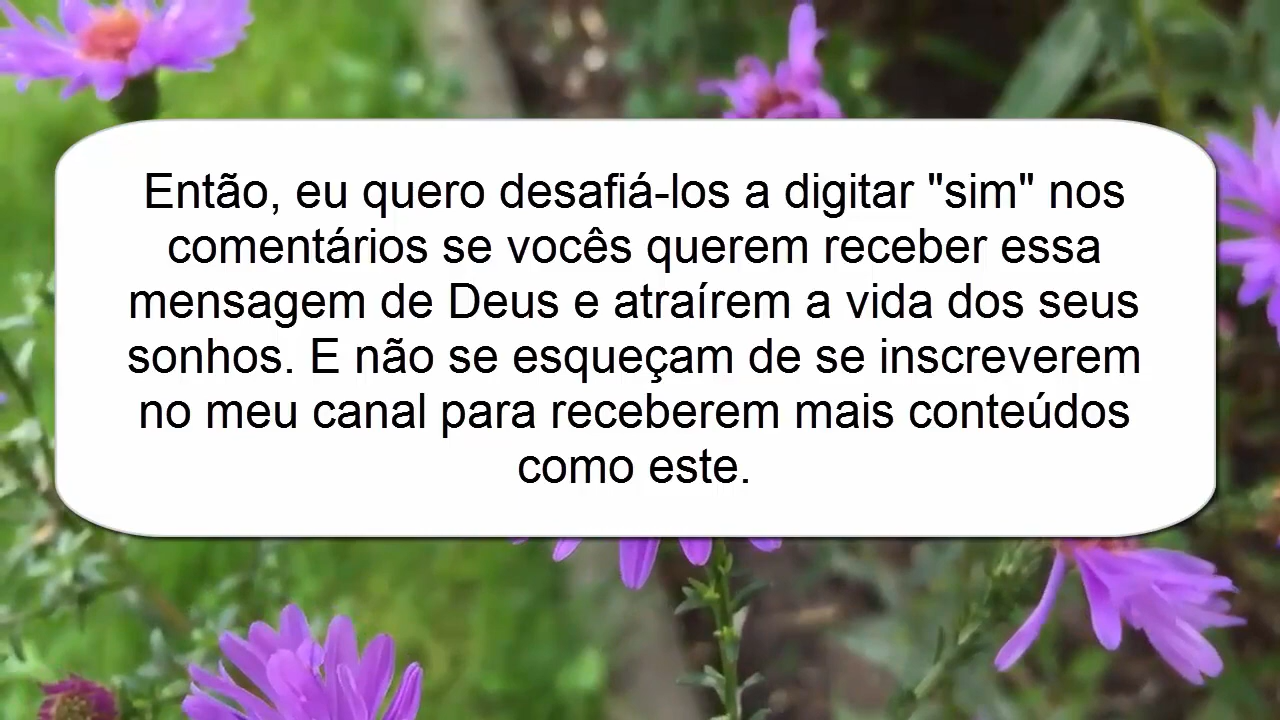 Então, eu quero desafiá-los a digitar "sim" nos
comentários se vocês querem receber essa
mensagem de Deus e atraírem a vida dos seus
sonhos. E não se esqueçam de se inscreverem
no meu canal para receberem mais conteúdos
como este.